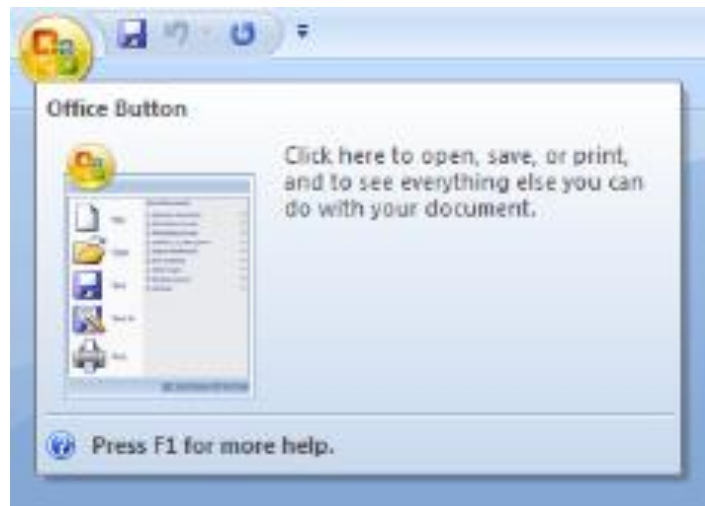 Office Button
Click here to open, save, or print,
and to see everything else you can
do with your document.
Press F1 for more help.